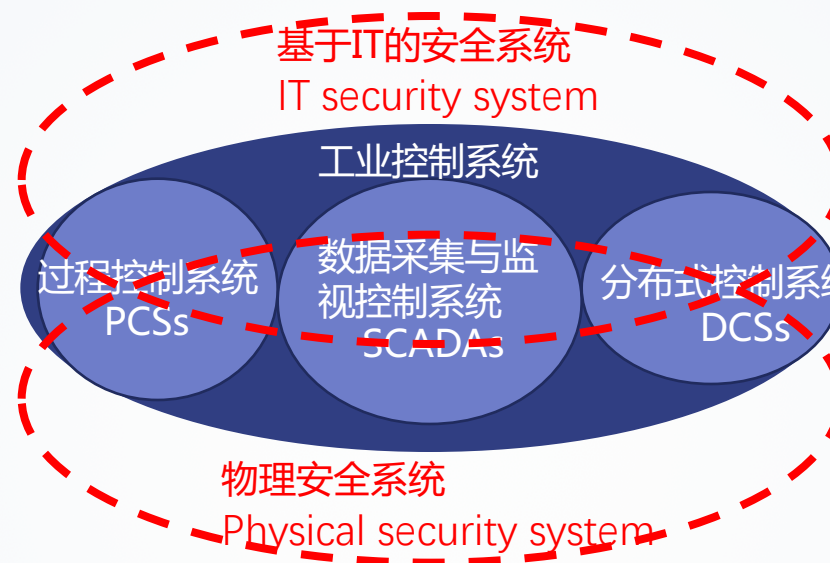 基于IT的安全系统
IT security system
工业控制系统
过程控制系统
PCSs
数据采集与监
视控制系统
SCADAs
分布式控制系统
DCSs
物理安全系统
Physical security system